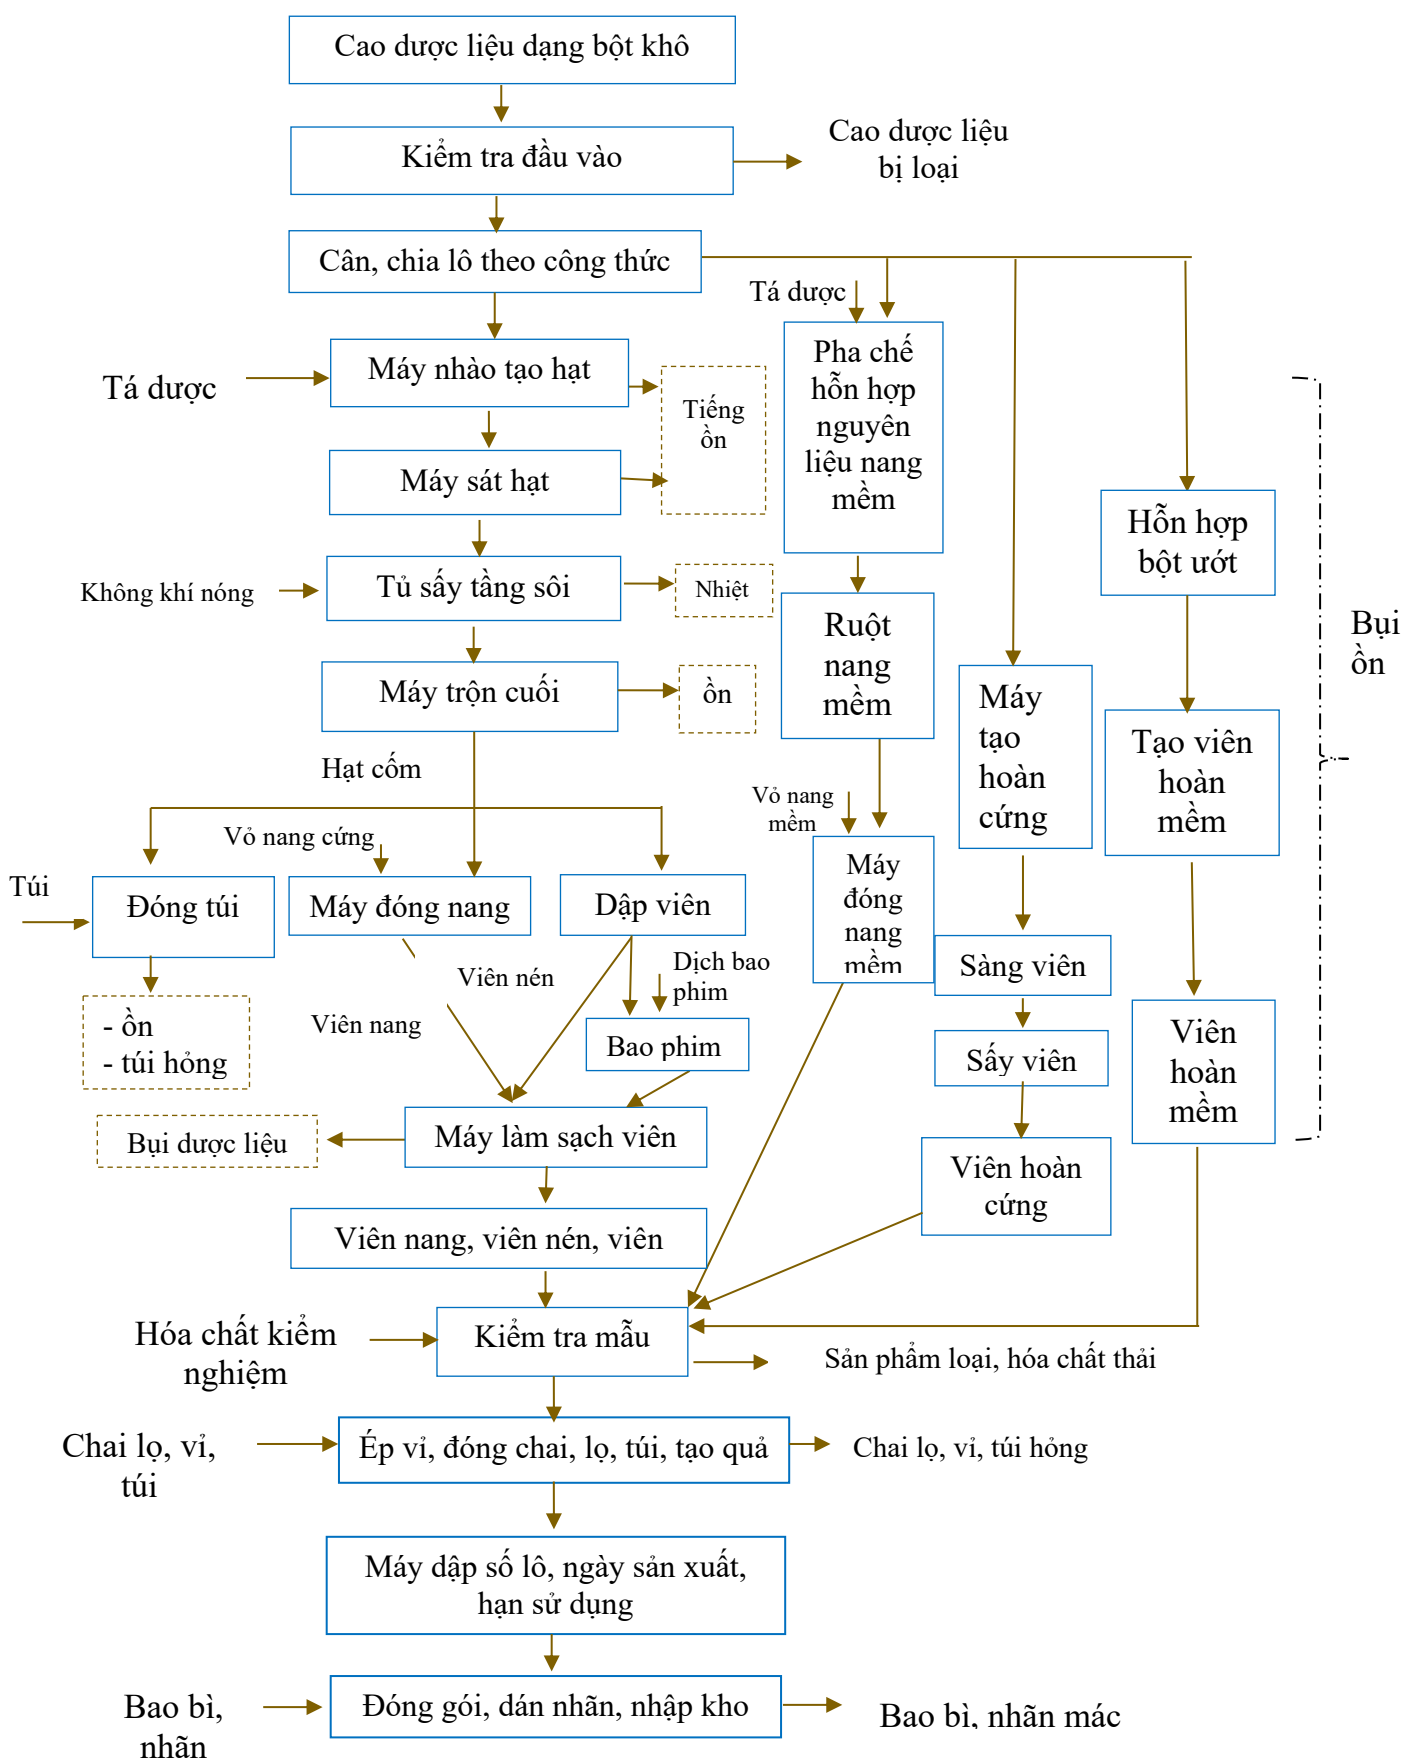 Cao dược liệu dạng bột khô
Kiểm tra đầu vào
Cao dược liệu
bị loại
Cân, chia lô theo công thức
Tá dược
Máy nhào tạo hạt
Tá dược
Tiếng
ồn
Pha chế
hỗn hợp
nguyên
liệu nang
mềm
Máy sát hạt
Hỗn hợp
bột ướt
Không khí nóng
Tủ sấy tầng sôi
Nhiệt
Ruột
nang
mềm
Bụi
ồn
Máy trộn cuối
ồn
Máy
tạo
hoàn
cứng
Tạo viên
hoàn
mềm
Hạt cốm
Vỏ nang
mềm
Vỏ nang cứng
Túi
Đóng túi
Máy đóng nang
Dập viên
Máy
đóng
nang
mềm
Sàng viên
Viên nén
Dịch bao
phim
- ồn
- túi hỏng
Viên nang
Bao phim
Sấy viên
Viên
hoàn
mềm
Bụi dược liệu
Máy làm sạch viên
Viên hoàn
cứng
Viên nang, viên nén, viên
Hóa chất kiểm
nghiệm
Kiểm tra mẫu
Sản phẩm loại, hóa chất thải
Chai lọ, vỉ,
túi
Ép vỉ, đóng chai, lọ, túi, tạo quả
Chai lọ, vỉ, túi hỏng
Máy dập số lô, ngày sản xuất,
hạn sử dụng
Bao bì,
nhãn
Đóng gói, dán nhãn, nhập kho
Bao bì, nhãn mác